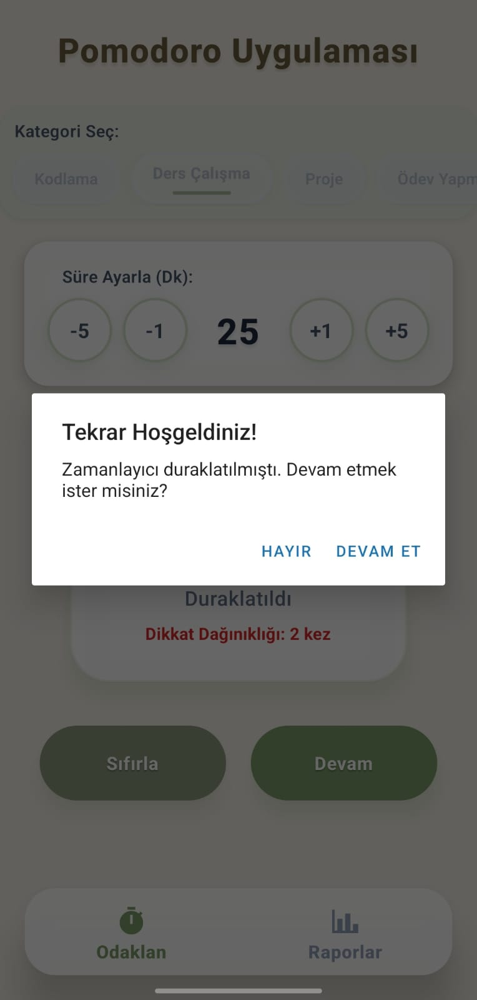 Pomodoro Uygulaması
Kategori Seç:
Kodlama
Ders Çalışma
Proje
Ödev Yapm
Süre Ayarla (Dk):
-5
-1
25
+1
+5
Tekrar Hoşgeldiniz!
Zamanlayıcı duraklatılmıştı. Devam etmek
ister misiniz?
HAYIR
DEVAM ET
Duraklatıldı
Dikkat Dağınıklığı: 2 kez
Sıfırla
Devam
Odaklan
Raporlar